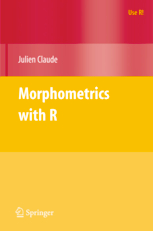 Use R!
Julien Claude
Morphometrics
with R
Springer